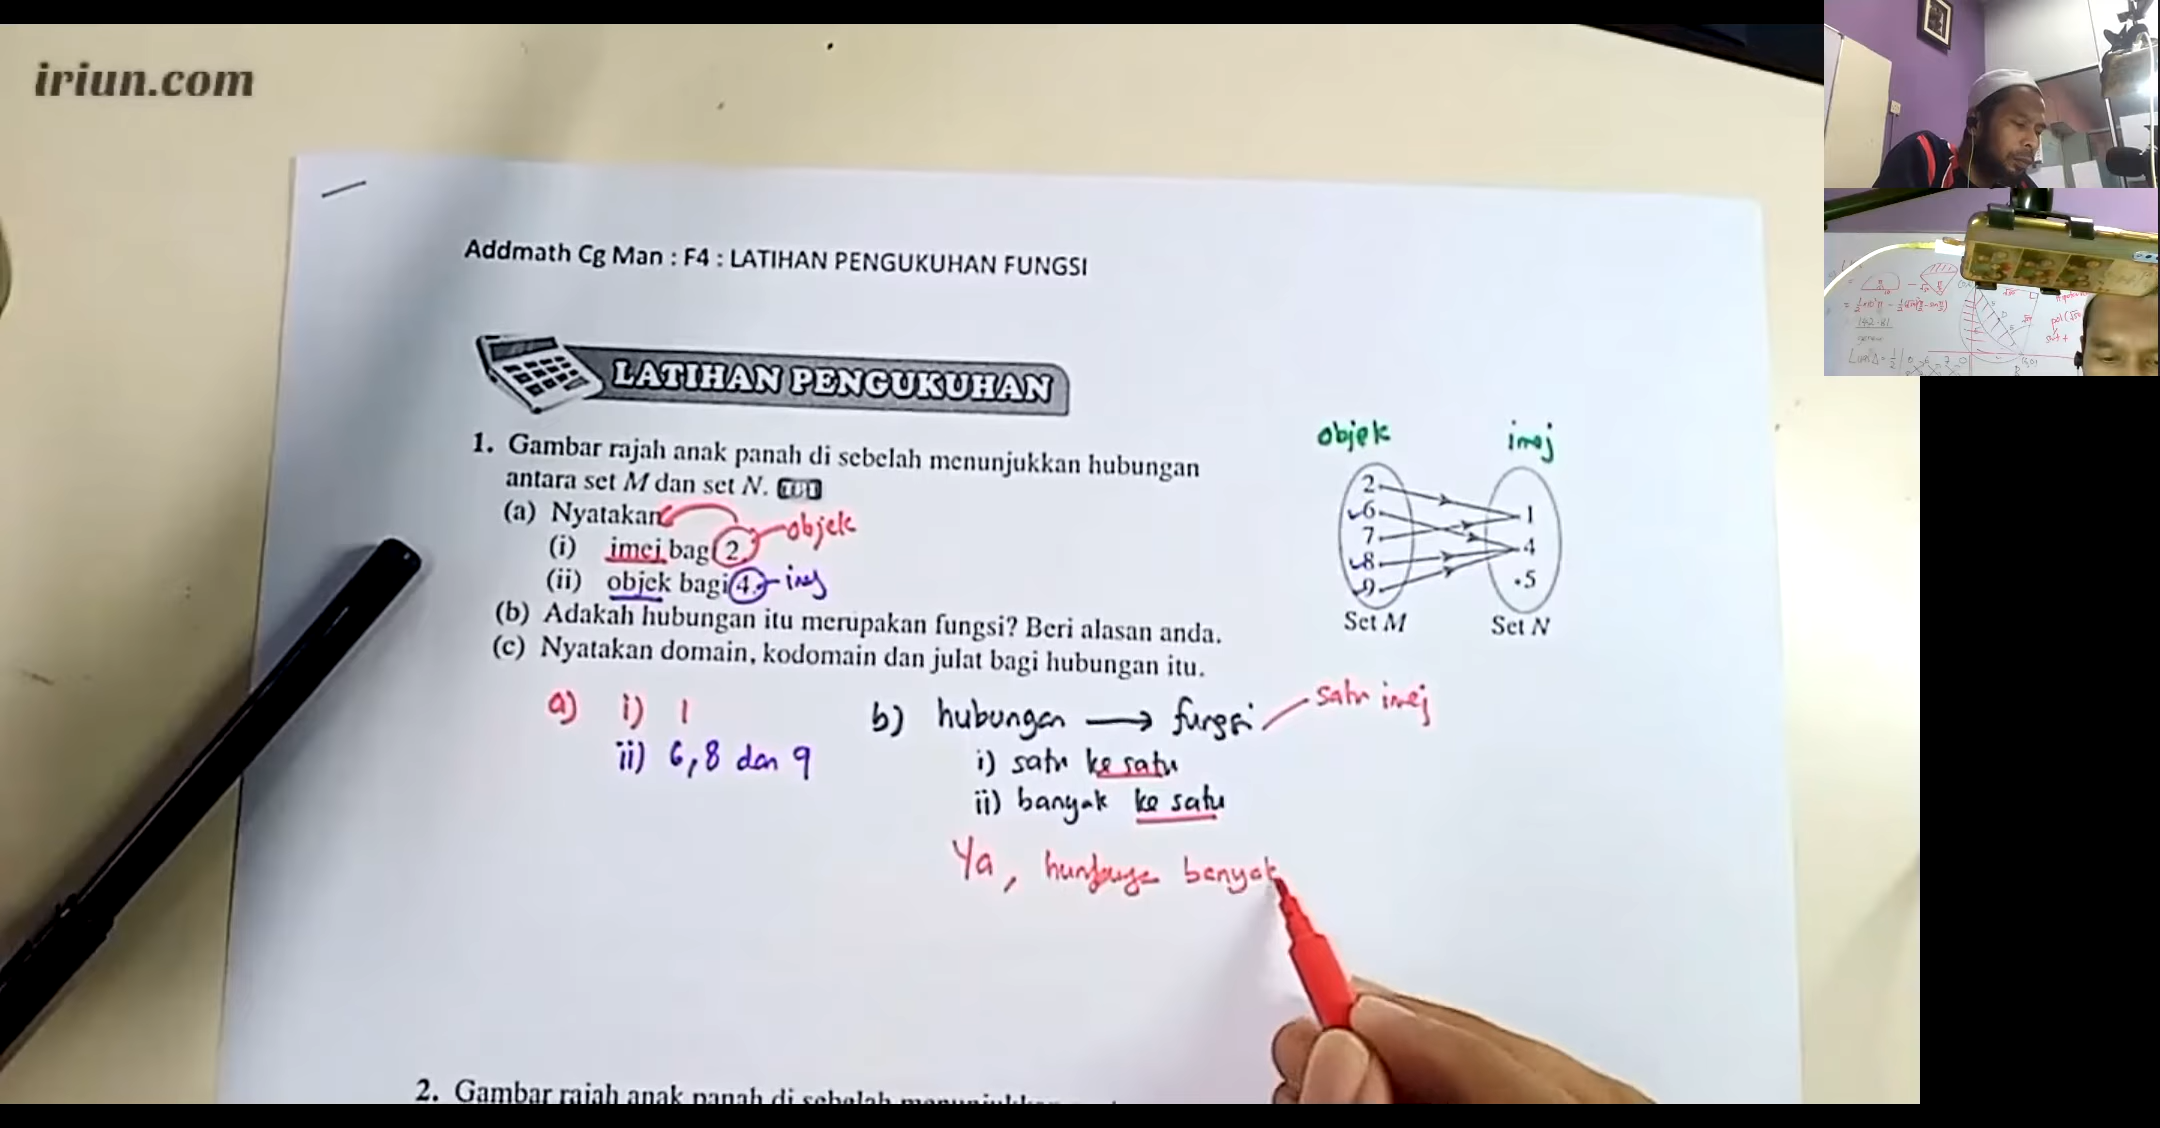 iriun.com
Addmath Cg Man : F4 : LATIHAN PENGUKUHAN FUNGSI
LATIHAN PENGUKUHAN
1. Gambar rajah anak panah di sebelah menunjukkan hubungan
antara set M dan set N.
(a) Nyatakan
(i) imej bagi 2 objek
(ii) objek bagi 4 imej
(b) Adakah hubungan itu merupakan fungsi? Beri alasan anda.
(c) Nyatakan domain, kodomain dan julat bagi hubungan itu.
objek imej
2
6
7
8
9
1
4
5
Set M Set N
a) i) 1
ii) 6,8 dan 9
b) hubungan → fungsi satu imej
i) satu ke satu
ii) banyak ke satu
Ya, banyak
2. Gambar rajah anak panah di sebelah